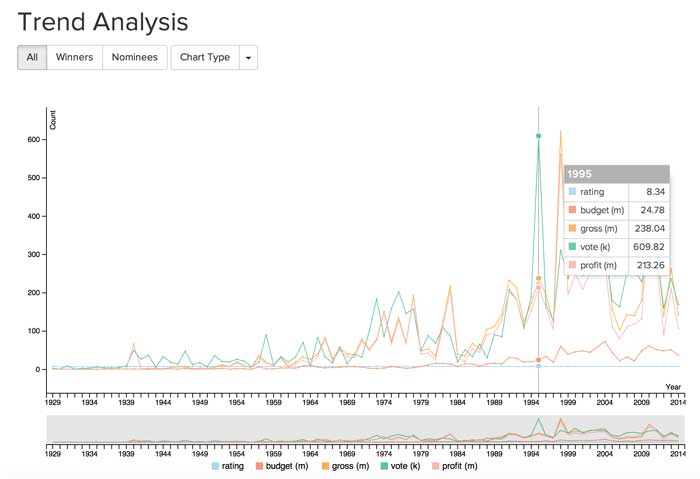 Trend Analysis
All Winners Nominees Chart Type
Count
600
500
400
300
200
100
0
1995
rating 8.34
budget (m) 24.78
gross (m) 238.04
vote (k) 609.82
profit (m) 213.26
Year
1929 1934 1939 1944 1949 1954 1959 1964 1969 1974 1979 1984 1989 1994 1999 2004 2009 2014
1929 1934 1939 1944 1949 1954 1959 1964 1969 1974 1979 1984 1989 1994 1999 2004 2009 2014
rating budget (m) gross (m) vote (k) profit (m)